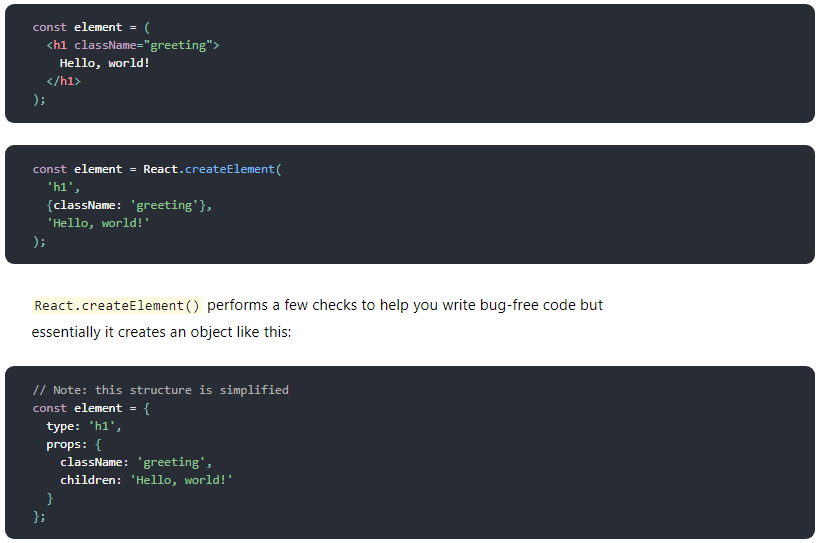 const element = (
  <h1 className="greeting">
    Hello, world!
  </h1>
);
const element = React.createElement(
  'h1',
  {className: 'greeting'},
  'Hello, world!'
);
React.createElement() performs a few checks to help you write bug-free code but
essentially it creates an object like this:
// Note: this structure is simplified
const element = {
  type: 'h1',
  props: {
    className: 'greeting',
    children: 'Hello, world!'
  }
};